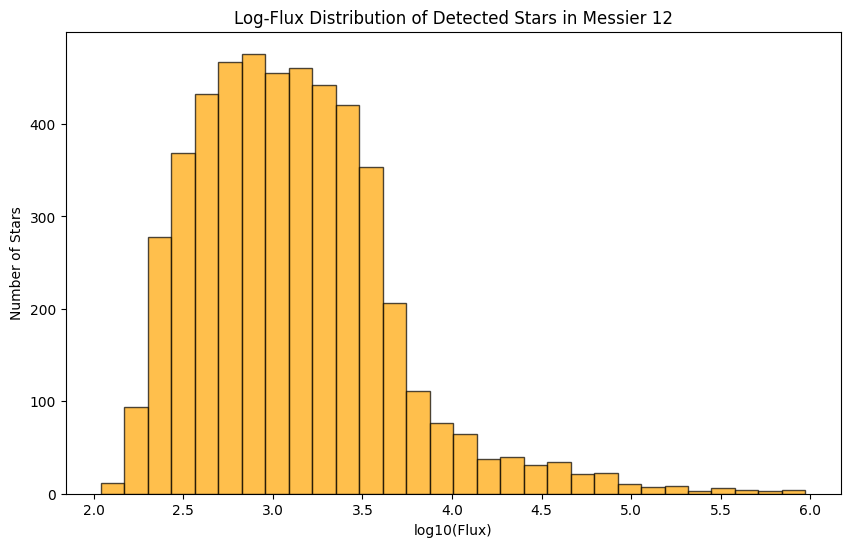 Log-Flux Distribution of Detected Stars in Messier 12
Number of Stars
400
300
200
100
0
2.0 2.5 3.0 3.5 4.0 4.5 5.0 5.5 6.0
log10(Flux)